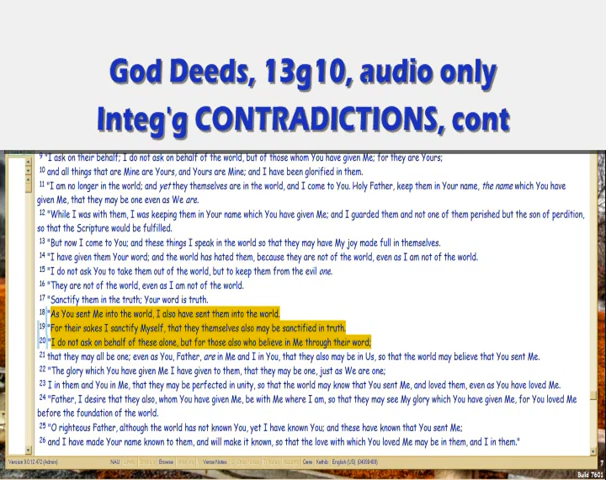 God Deeds, 13g10, audio only
Integ'g CONTRADICTIONS, cont
9 "I ask on their behalf; I do not ask on behalf of the world, but of those whom You have given Me; for they are Yours;
10 and all things that are Mine are Yours, and Yours are Mine; and I have been glorified in them.
11 "I am no longer in the world; and yet they themselves are in the world, and I come to You. Holy Father, keep them in Your name, the name which You have
given Me, that they may be one even as We are.
12 "While I was with them, I was keeping them in Your name which You have given Me; and I guarded them and not one of them perished but the son of perdition,
so that the Scripture would be fulfilled.
13 "But now I come to You; and these things I speak in the world so that they may have My joy made full in themselves.
14 "I have given them Your word; and the world has hated them, because they are not of the world, even as I am not of the world.
15 "I do not ask You to take them out of the world, but to keep them from the evil one.
16 "They are not of the world, even as I am not of the world.
17 "Sanctify them in the truth; Your word is truth.
18 "As You sent Me into the world, I also have sent them into the world.
19 "For their sakes I sanctify Myself, that they themselves also may be sanctified in truth.
20 "I do not ask on behalf of these alone, but for those also who believe in Me through their word;
21 that they may all be one; even as You, Father, are in Me and I in You, that they also may be in Us, so that the world may believe that You sent Me.
22 "The glory which You have given Me I have given to them, that they may be one, just as We are one;
23 I in them and You in Me, that they may be perfected in unity, so that the world may know that You sent Me, and loved them, even as You have loved Me.
24 "Father, I desire that they also, whom You have given Me, be with Me where I am, so that they may see My glory which You have given Me, for You loved Me
before the foundation of the world.
25 "O righteous Father, although the world has not known You, yet I have known You; and these have known that You sent Me;
26 and I have made Your name known to them, and will make it known, so that the love with which You loved Me may be in them, and I in them."
NAU Browse Verse Notes English (US)
Build 7601